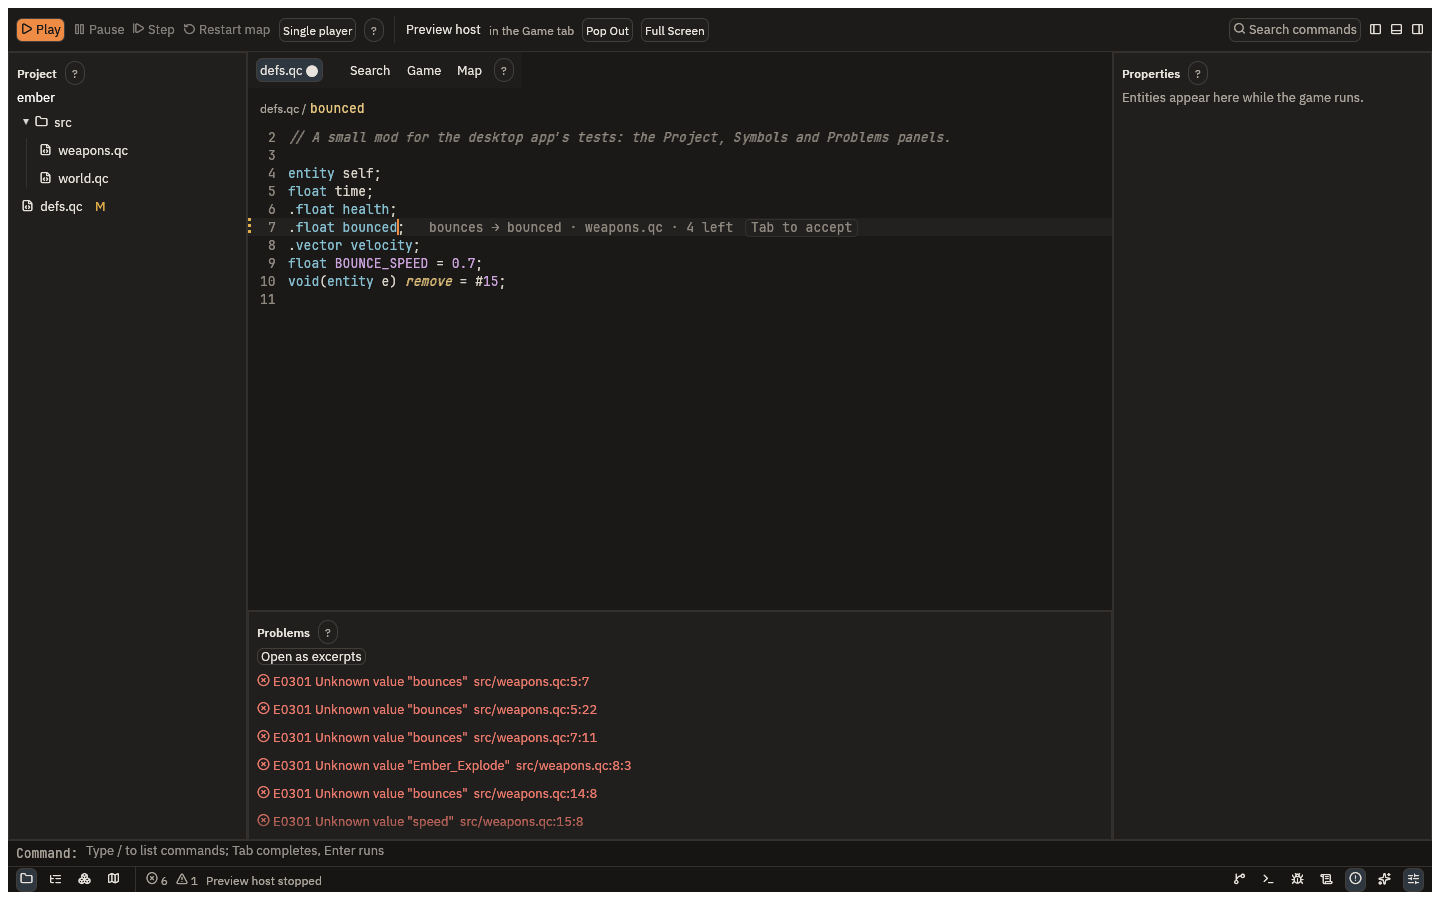 Play Pause Step Restart map Single player ? Preview host in the Game tab Pop Out Full Screen Search commands
Project ?
ember
src
weapons.qc
world.qc
defs.qc M
defs.qc Search Game Map ?
defs.qc / bounced
2 // A small mod for the desktop app's tests: the Project, Symbols and Problems panels.
3
4 entity self;
5 float time;
6 .float health;
7 .float bounced; bounces → bounced · weapons.qc · 4 left Tab to accept
8 .vector velocity;
9 float BOUNCE_SPEED = 0.7;
10 void(entity e) remove = #15;
11
Problems ?
Open as excerpts
E0301 Unknown value "bounces" src/weapons.qc:5:7
E0301 Unknown value "bounces" src/weapons.qc:5:22
E0301 Unknown value "bounces" src/weapons.qc:7:11
E0301 Unknown value "Ember_Explode" src/weapons.qc:8:3
E0301 Unknown value "bounces" src/weapons.qc:14:8
E0301 Unknown value "speed" src/weapons.qc:15:8
Properties ?
Entities appear here while the game runs.
Command: Type / to list commands; Tab completes, Enter runs
6 1 Preview host stopped